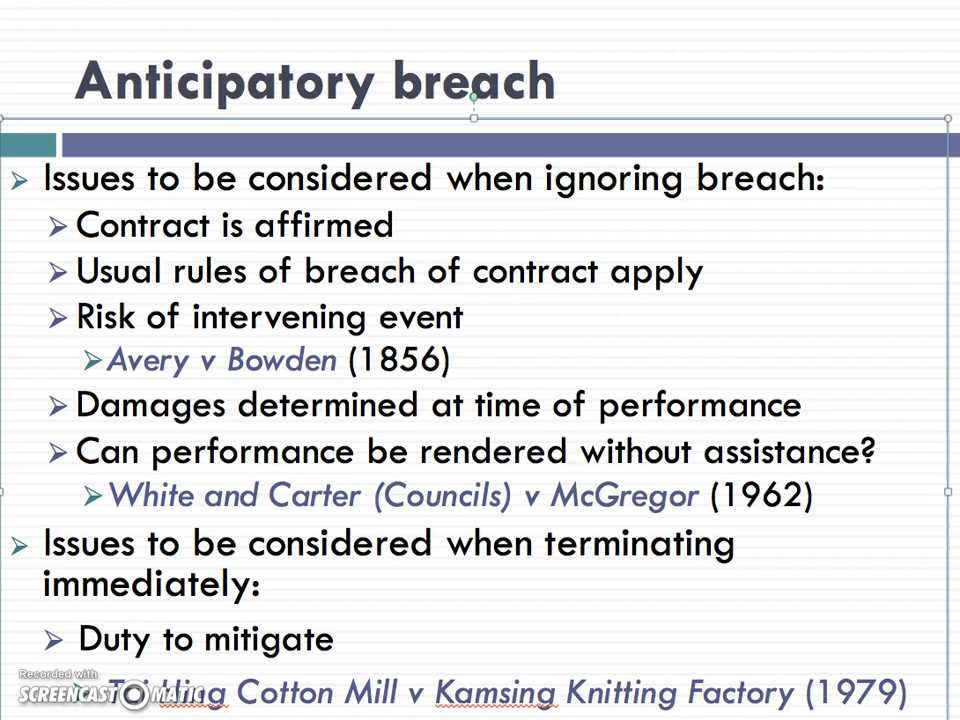 Anticipatory breach
Issues to be considered when ignoring breach:
Contract is affirmed
Usual rules of breach of contract apply
Risk of intervening event
Avery v Bowden (1856)
Damages determined at time of performance
Can performance be rendered without assistance?
White and Carter (Councils) v McGregor (1962)
Issues to be considered when terminating
immediately:
Duty to mitigate
Recorded with
SCREENCAST MATIC
Cotton Mill v Kamsing Knitting Factory (1979)